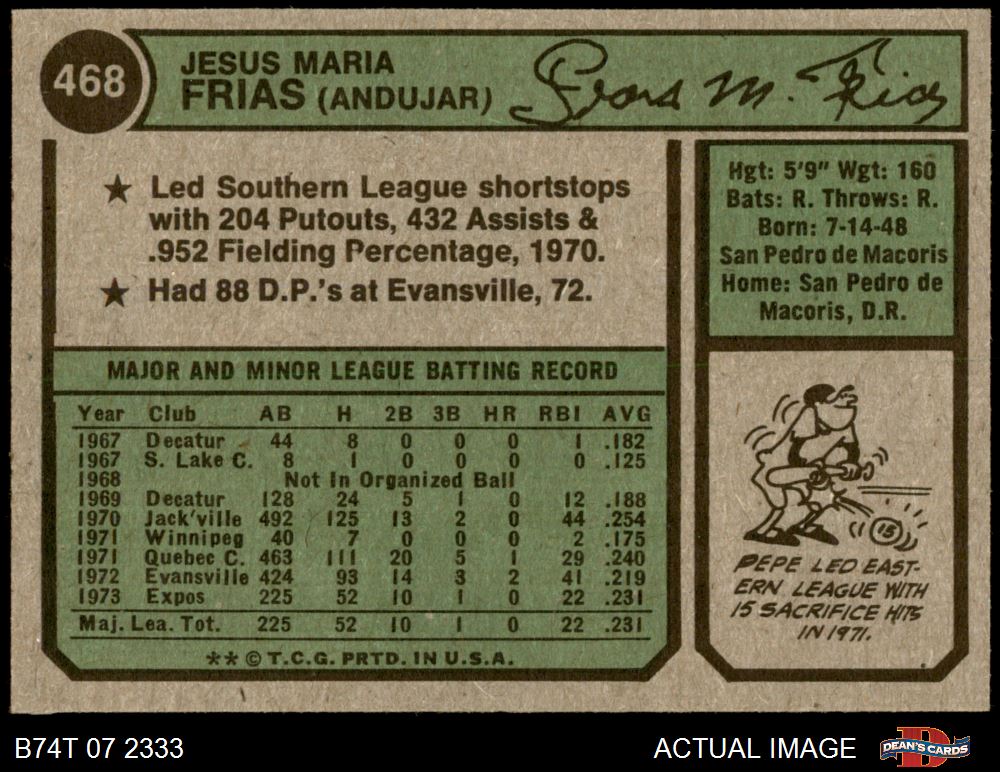 468
JESUS MARIA
FRIAS (ANDUJAR)
★ Led Southern League shortstops
with 204 Putouts, 432 Assists &
.952 Fielding Percentage, 1970.
★ Had 88 D.P.'s at Evansville, 72.
Hgt: 5'9" Wgt: 160
Bats: R. Throws: R.
Born: 7-14-48
San Pedro de Macoris
Home: San Pedro de
Macoris, D.R.
MAJOR AND MINOR LEAGUE BATTING RECORD
Year Club AB H 2B 3B HR RBI AVG
1967 Decatur 44 8 0 0 0 1 .182
1967 S. Lake C. 8 1 0 0 0 0 .125
1968 Not In Organized Ball
1969 Decatur 128 24 5 1 0 12 .188
1970 Jack'ville 492 125 13 2 0 44 .254
1971 Winnipeg 40 7 0 0 0 2 .175
1971 Quebec C. 463 111 20 5 1 29 .240
1972 Evansville 424 93 14 3 2 41 .219
1973 Expos 225 52 10 1 0 22 .231
Maj. Lea. Tot. 225 52 10 1 0 22 .231
** © T.C.G. PRTD. IN U.S.A.
15
PEPE LED EAST-
ERN LEAGUE WITH
15 SACRIFICE HITS
IN 1971.
B74T 07 2333
ACTUAL IMAGE
DEAN'S CARDS